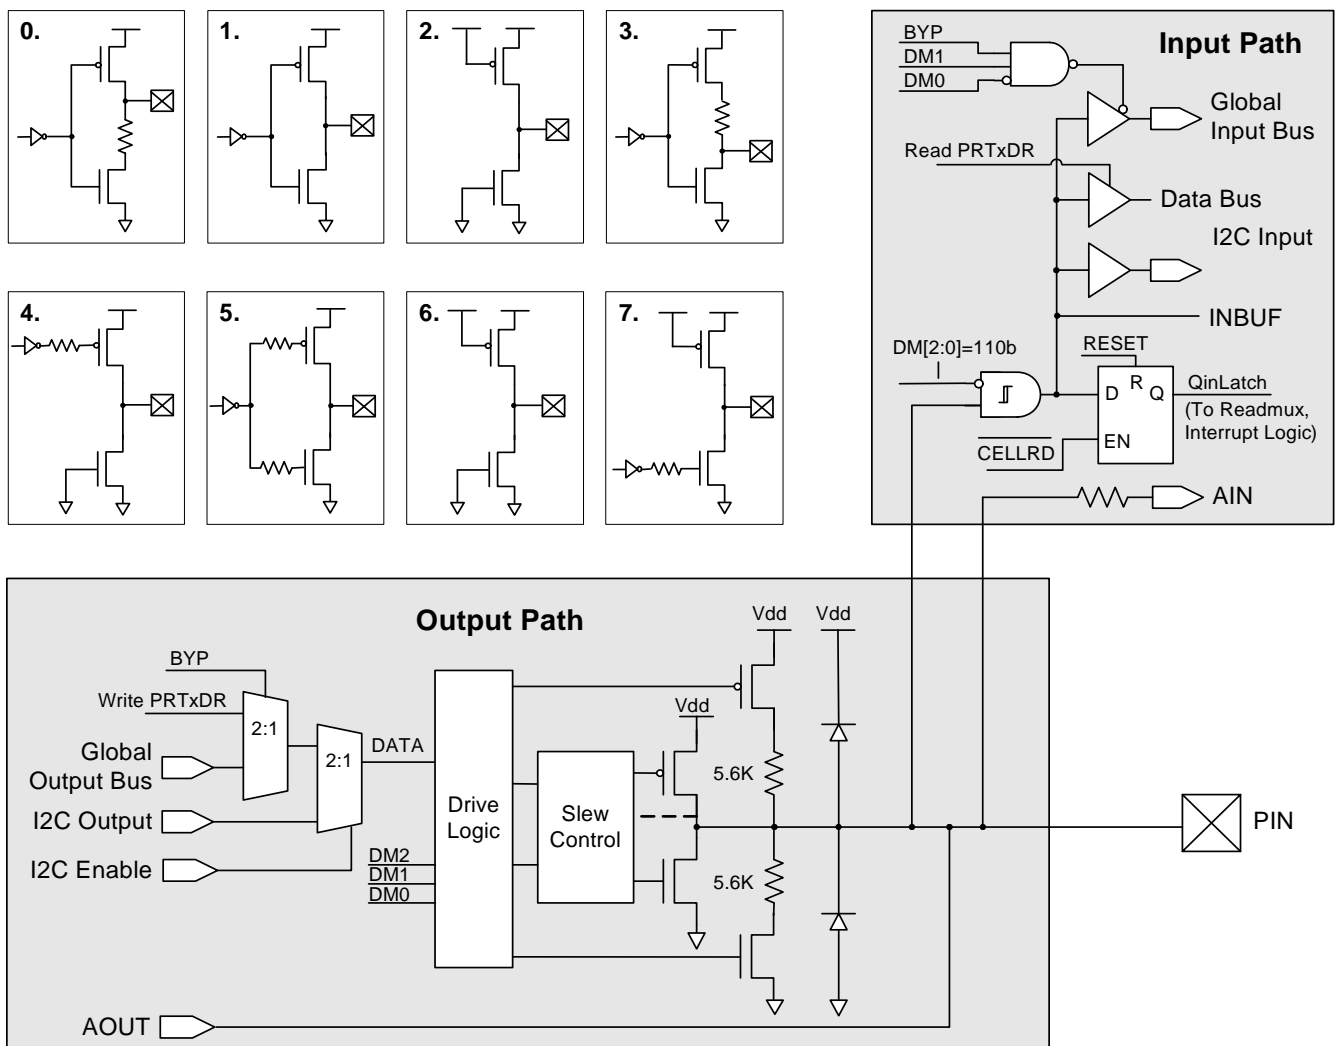 0.
1.
2.
3.
4.
5.
6.
7.
Input Path
BYP
DM1
DM0
Global
Input Bus
Read PRTxDR
Data Bus
I2C Input
INBUF
DM[2:0]=110b
RESET
D
R
Q
EN
QinLatch
(To Readmux,
Interrupt Logic)
CELLRD
AIN
Output Path
BYP
Write PRTxDR
2:1
Global
Output Bus
2:1
DATA
I2C Output
I2C Enable
DM2
DM1
DM0
Drive
Logic
Slew
Control
Vdd
Vdd
Vdd
5.6K
5.6K
PIN
AOUT